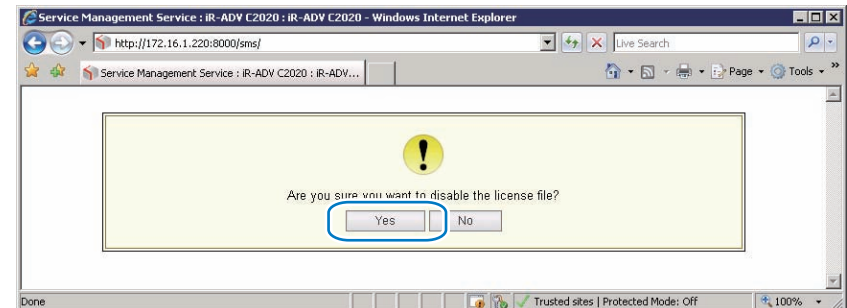 Service Management Service : iR-ADV C2020 : iR-ADV C2020 - Windows Internet Explorer
http://172.16.1.220:8000/sms/
Live Search
Service Management Service : iR-ADV C2020 : iR-ADV...
Page
Tools
Are you sure you want to disable the license file?
Yes
No
Done
Trusted sites | Protected Mode: Off
100%